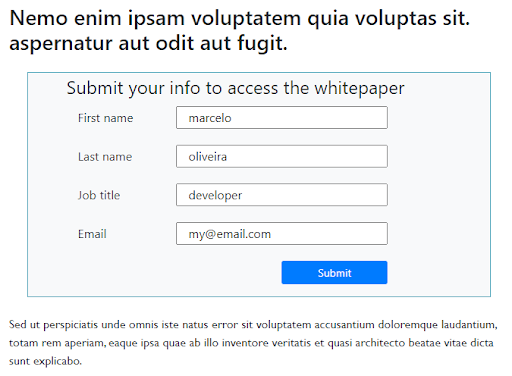 Nemo enim ipsam voluptatem quia voluptas sit.
aspernatur aut odit aut fugit.
Submit your info to access the whitepaper
First name marcelo
Last name oliveira
Job title developer
Email my@email.com
Submit
Sed ut perspiciatis unde omnis iste natus error sit voluptatem accusantium doloremque laudantium,
totam rem aperiam, eaque ipsa quae ab illo inventore veritatis et quasi architecto beatae vitae dicta
sunt explicabo.